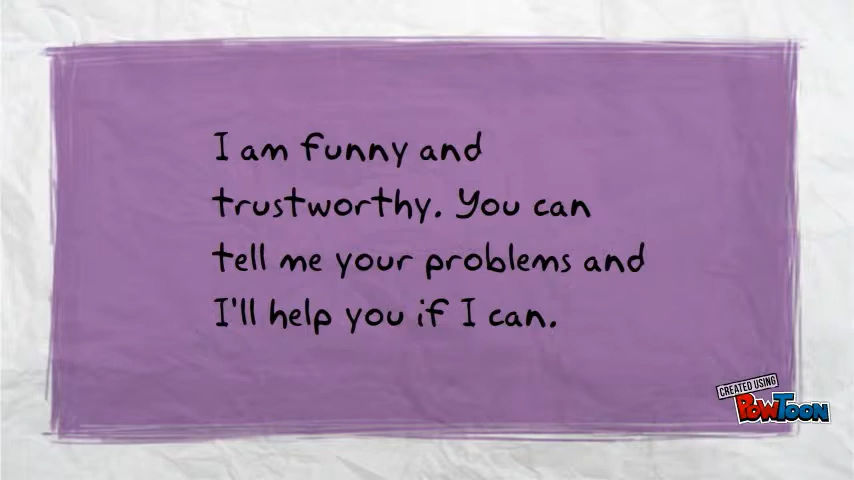 I am funny and
trustworthy. You can
tell me your problems and
I'll help you if I can.
CREATED USING
POWTOON